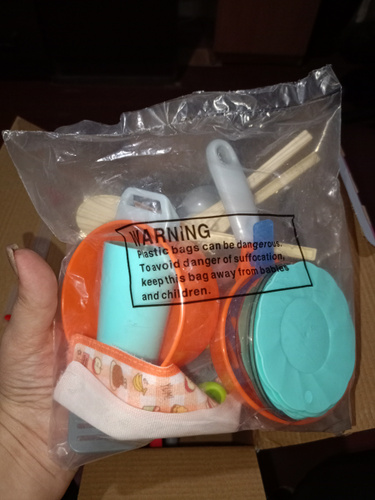 WARNiNG
Plastic bags can be dangerous.
To avoid danger of suffocation,
keep this bag away from babies
and children.